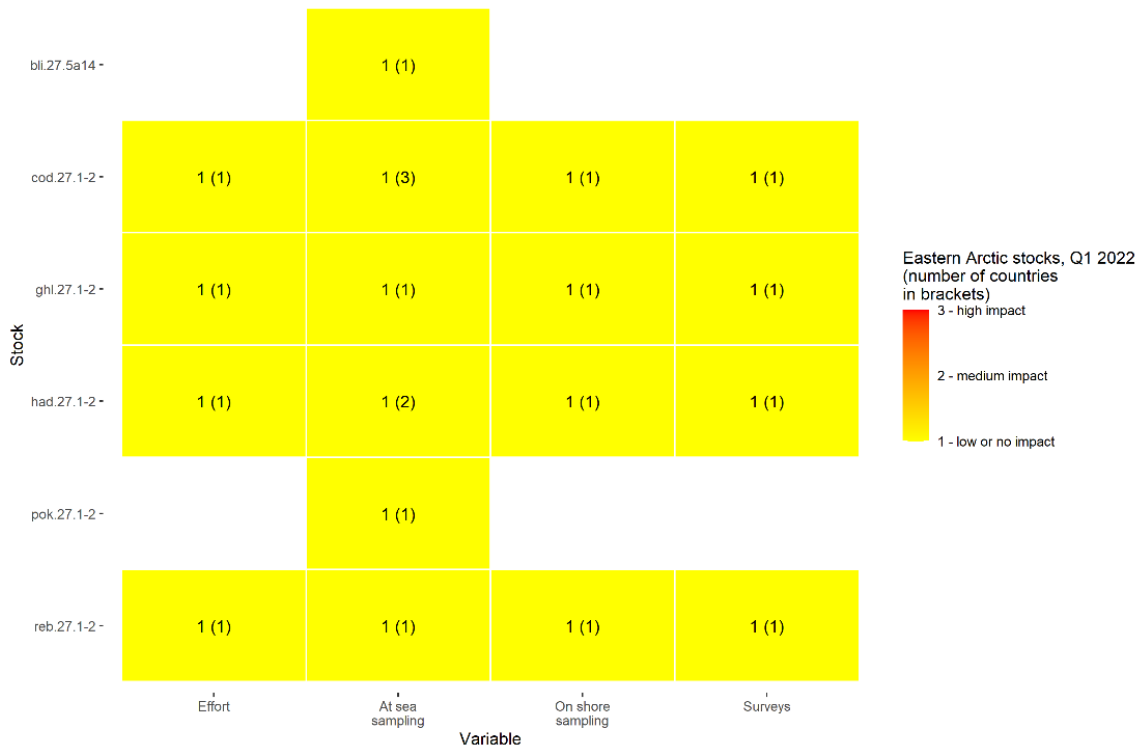 bli.27.5a14
1 (1)
cod.27.1-2
1 (1)
1 (3)
1 (1)
1 (1)
ghl.27.1-2
1 (1)
1 (1)
1 (1)
1 (1)
had.27.1-2
1 (1)
1 (2)
1 (1)
1 (1)
pok.27.1-2
1 (1)
reb.27.1-2
1 (1)
1 (1)
1 (1)
1 (1)
Stock
Effort
At sea
sampling
On shore
sampling
Surveys
Variable
Eastern Arctic stocks, Q1 2022
(number of countries
in brackets)
3 - high impact
2 - medium impact
1 - low or no impact